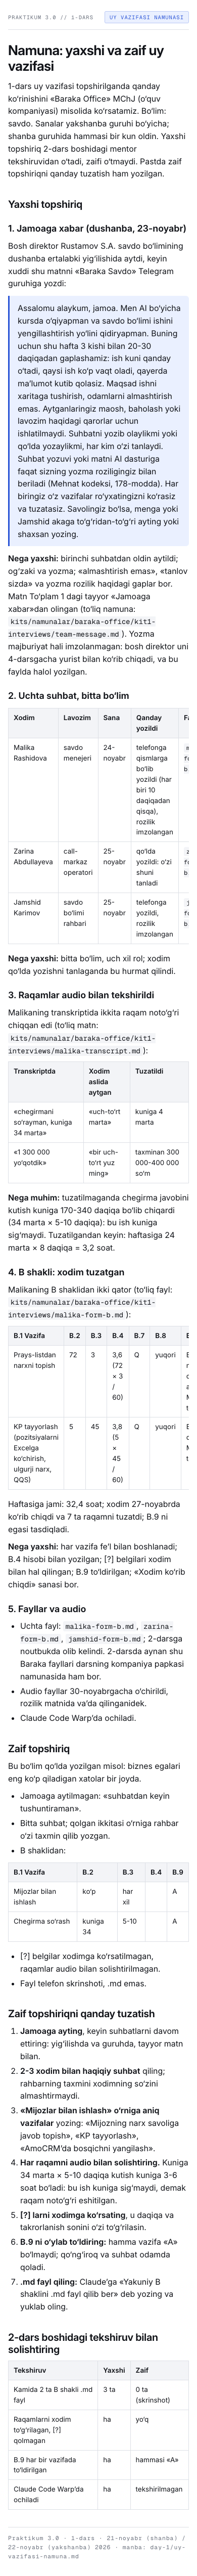 PRAKTIKUM 3.0 // 1-DARS
UY VAZIFASI NAMUNASI
Namuna: yaxshi va zaif uy
vazifasi
1-dars uy vazifasi topshirilganda qanday
ko‘rinishini «Baraka Office» MChJ (o‘quv
kompaniyasi) misolida ko‘rsatamiz. Bu bitta
bo‘lim. Sanalar yakshanba guruhi bo‘yicha;
shanba guruhida hammasi bir kun oldin. Yaxshi
topshiriq 2-dars boshidagi mentor
tekshiruvidan o‘tadi, zaifi o‘tmaydi. Pastda zaif
topshiriqni qanday tuzatish ham yozilgan.
Yaxshi topshiriq
1. Jamoaga xabar (dushanba, 23-noyabr)
Bosh direktor Rustamov S.A. savdo bo‘limining
dushanba ertalabki yig‘ilishida aytdi, keyin
xuddi shu matnni «Baraka Savdo» Telegram
guruhiga yozdi:
Assalomu alaykum, jamoa. Men AI bo‘yicha
kursda o‘qiyapman va savdo bo‘limi ishini
yengillashtirish yo‘lini qidiryapman. Buning
uchun shu hafta 3 kishi bilan 20-30
daqiqadan gaplashamiz: ish kuni qanday
o‘tadi, qaysi ish ko‘p vaqt oladi, qayerda
ma’lumot kutib qolasiz. Maqsad ishni
xaritaga tushirish, odamlarni almashtirish
emas. Aytganlaringiz maosh, baholash yoki
lavozim haqidagi qarorlar uchun
ishlatilmaydi. Suhbatni yozib olaylikmi yoki
qo‘lda yozaylikmi, har kim o‘zi tanlaydi.
Suhbat yozuvi yoki matni AI dasturiga
faqat sizning yozma roziligingiz bilan
beriladi (Mehnat kodeksi, 178-modda). Har
biringiz o‘z vazifalar ro‘yxatingizni ko‘rasiz
va tuzatasiz. Savolingiz bo‘lsa, menga yoki
Jamshid akaga to‘g‘ridan-to‘g‘ri ayting yoki
shaxsan yozing.
Nega yaxshi: birinchi suhbatdan oldin aytildi;
og‘zaki va yozma; «almashtirish emas», «tanlov
sizda» va yozma rozilik haqidagi gaplar bor.
Matn To‘plam 1 dagi tayyor «Jamoaga
xabar»dan olingan (to‘liq namuna:
kits/namunalar/baraka-office/kit1-
interviews/team-message.md ). Yozma
majburiyat hali imzolanmagan: bosh direktor uni
4-darsgacha yurist bilan ko‘rib chiqadi, va bu
faylda halol yozilgan.
2. Uchta suhbat, bitta bo‘lim
Xodim Lavozim Sana Qanday yozildi
Malika Rashidova savdo menejeri 24-noyabr telefonga qismlarga bo‘lib yozildi (har biri 10 daqiqadan qisqa), rozilik imzolangan
Zarina Abdullayeva call-markaz operatori 25-noyabr qo‘lda yozildi: o‘zi shuni tanladi
Jamshid Karimov savdo bo‘limi rahbari 25-noyabr telefonga yozildi, rozilik imzolangan
Nega yaxshi: bitta bo‘lim, uch xil rol; xodim
qo‘lda yozishni tanlaganda bu hurmat qilindi.
3. Raqamlar audio bilan tekshirildi
Malikaning transkriptida ikkita raqam noto‘g‘ri
chiqqan edi (to‘liq matn:
kits/namunalar/baraka-office/kit1-
interviews/malika-transcript.md ):
Transkriptda Xodim aslida aytgan Tuzatildi
«chegirmani so‘rayman, kuniga 34 marta» «uch-to‘rt marta» kuniga 4 marta
«1 300 000 yo‘qotdik» «bir uch-to‘rt yuz ming» taxminan 300 000-400 000 so‘m
Nega muhim: tuzatilmaganda chegirma javobini
kutish kuniga 170-340 daqiqa bo‘lib chiqardi
(34 marta × 5-10 daqiqa): bu ish kuniga
sig‘maydi. Tuzatilgandan keyin: haftasiga 24
marta × 8 daqiqa = 3,2 soat.
4. B shakli: xodim tuzatgan
Malikaning B shaklidan ikki qator (to‘liq fayl:
kits/namunalar/baraka-office/kit1-
interviews/malika-form-b.md ):
B.1 Vazifa B.2 B.3 B.4 B.7 B.8
Prays-listdan narxni topish 72 3 3,6 (72 × 3 / 60) Q yuqori
KP tayyorlash (pozitsiyalarni Excelga ko‘chirish, ulgurji narx, QQS) 5 45 3,8 (5 × 45 / 60) Q yuqori
Haftasiga jami: 32,4 soat; xodim 27-noyabrda
ko‘rib chiqdi va 7 ta raqamni tuzatdi; B.9 ni
egasi tasdiqladi.
Nega yaxshi: har vazifa fe’l bilan boshlanadi;
B.4 hisobi bilan yozilgan; [?] belgilari xodim
bilan hal qilingan; B.9 to‘ldirilgan; «Xodim ko‘rib
chiqdi» sanasi bor.
5. Fayllar va audio
• Uchta fayl: malika-form-b.md , zarina-
form-b.md , jamshid-form-b.md ; 2-darsga
noutbukda olib kelindi. 2-darsda aynan shu
Baraka fayllari darsning kompaniya papkasi
namunasida ham bor.
• Audio fayllar 30-noyabrgacha o‘chirildi,
rozilik matnida va’da qilinganidek.
• Claude Code Warp’da ochiladi.
Zaif topshiriq
Bu bo‘lim qo‘lda yozilgan misol: biznes egalari
eng ko‘p qiladigan xatolar bir joyda.
• Jamoaga aytilmagan: «suhbatdan keyin
tushuntiraman».
• Bitta suhbat; qolgan ikkitasi o‘rniga rahbar
o‘zi taxmin qilib yozgan.
• B shaklidan:
B.1 Vazifa B.2 B.3 B.4 B.9
Mijozlar bilan ishlash ko‘p har xil A
Chegirma so‘rash kuniga 34 5-10 A
• [?] belgilar xodimga ko‘rsatilmagan,
raqamlar audio bilan solishtirilmagan.
• Fayl telefon skrinshoti, .md emas.
Zaif topshiriqni qanday tuzatish
1. Jamoaga ayting, keyin suhbatlarni davom
ettiring: yig‘ilishda va guruhda, tayyor matn
bilan.
2. 2-3 xodim bilan haqiqiy suhbat qiling;
rahbarning taxmini xodimning so‘zini
almashtirmaydi.
3. «Mijozlar bilan ishlash» o‘rniga aniq
vazifalar yozing: «Mijozning narx savoliga
javob topish», «KP tayyorlash»,
«AmoCRM’da bosqichni yangilash».
4. Har raqamni audio bilan solishtiring. Kuniga
34 marta × 5-10 daqiqa kutish kuniga 3-6
soat bo‘ladi: bu ish kuniga sig‘maydi, demak
raqam noto‘g‘ri eshitilgan.
5. [?] larni xodimga ko‘rsating, u daqiqa va
takrorlanish sonini o‘zi to‘g‘rilasin.
6. B.9 ni o‘ylab to‘ldiring: hamma vazifa «A»
bo‘lmaydi; qo‘ng‘iroq va suhbat odamda
qoladi.
7. .md fayl qiling: Claude’ga «Yakuniy B
shaklini .md fayl qilib ber» deb yozing va
yuklab oling.
2-dars boshidagi tekshiruv bilan
solishtiring
Tekshiruv Yaxshi Zaif
Kamida 2 ta B shakli .md fayl 3 ta 0 ta (skrinshot)
Raqamlarni xodim to‘g‘rilagan, [?] qolmagan ha yo‘q
B.9 har bir vazifada to‘ldirilgan ha hammasi «A»
Claude Code Warp’da ochiladi ha tekshirilmagan
Praktikum 3.0 · 1-dars · 21-noyabr (shanba) /
22-noyabr (yakshanba) 2026 · manba: day-1/uy-
vazifasi-namuna.md